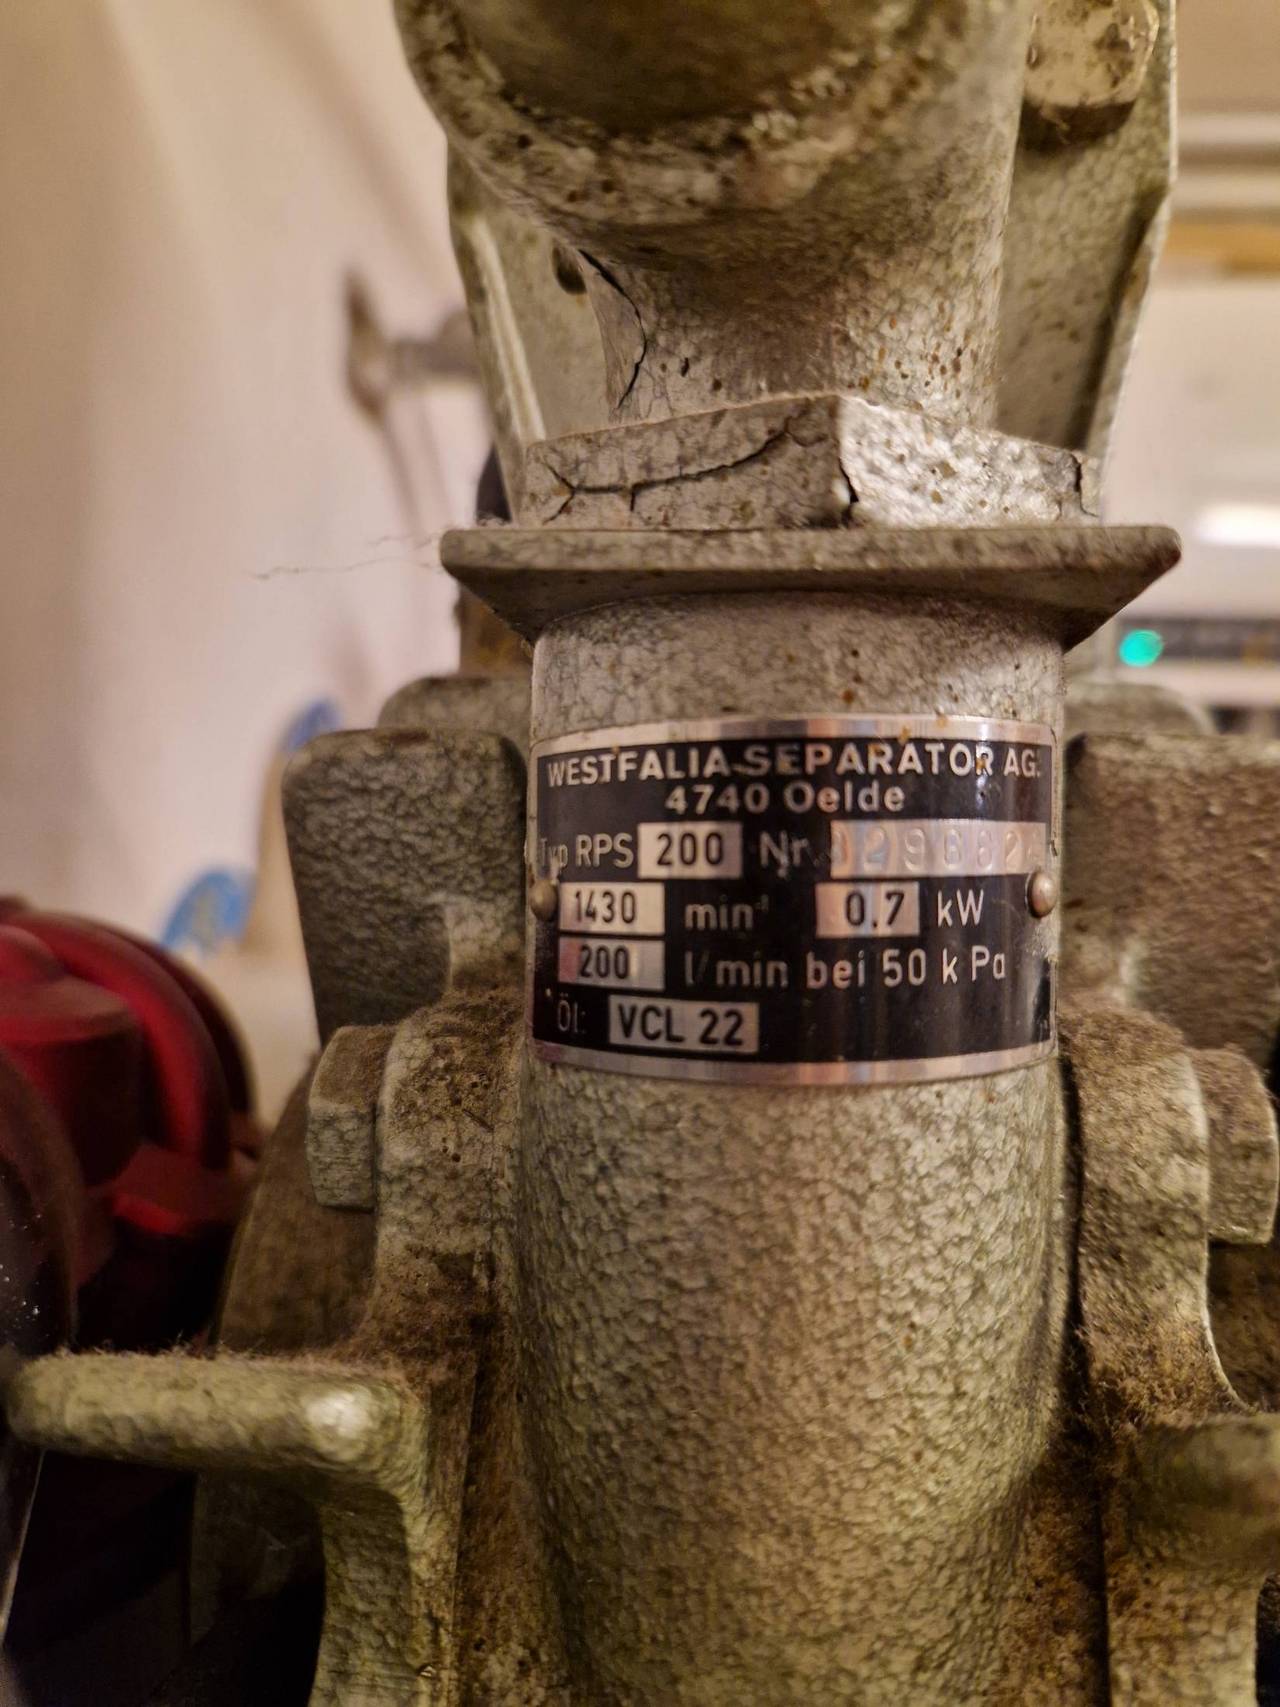 WESTFALIA-SEPARATOR AG.
4740 Oelde
Typ RPS 200 Nr.
1430 min⁻¹ 0.7 kW
200 l/min bei 50 k Pa
Öl: VCL 22